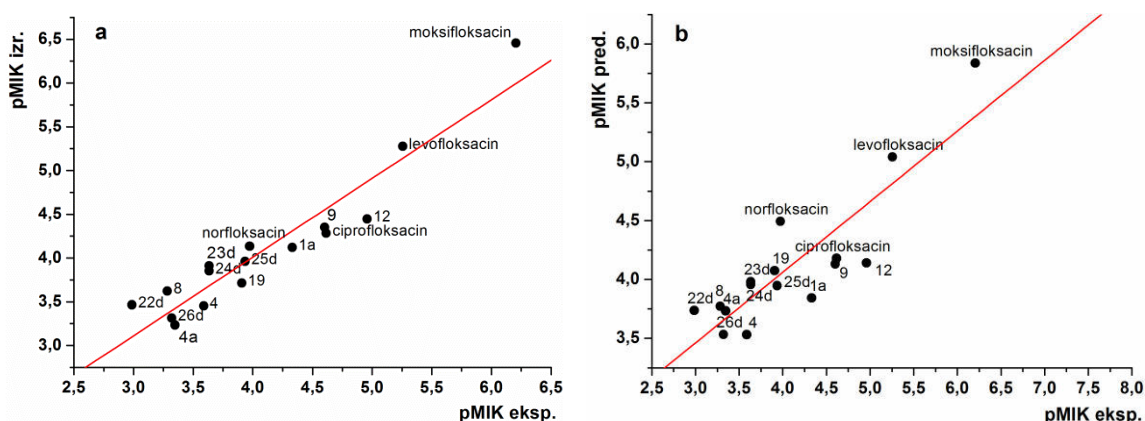 a
pMIK izr.
6,5
6,0
5,5
5,0
4,5
4,0
3,5
3,0
moksifloksacin
levofloksacin
9
12
ciprofloksacin
norfloksacin
1a
23d
25d
24d
19
8
22d
4
26d
4a
2,5 3,0 3,5 4,0 4,5 5,0 5,5 6,0 6,5
pMIK eksp.
b
pMIK pred.
6,0
5,5
5,0
4,5
4,0
3,5
moksifloksacin
levofloksacin
norfloksacin
ciprofloksacin
19
9
12
23d
24d
25d
1a
8
22d
4a
26d
4
2,5 3,0 3,5 4,0 4,5 5,0 5,5 6,0 6,5 7,0 7,5 8,0
pMIK eksp.